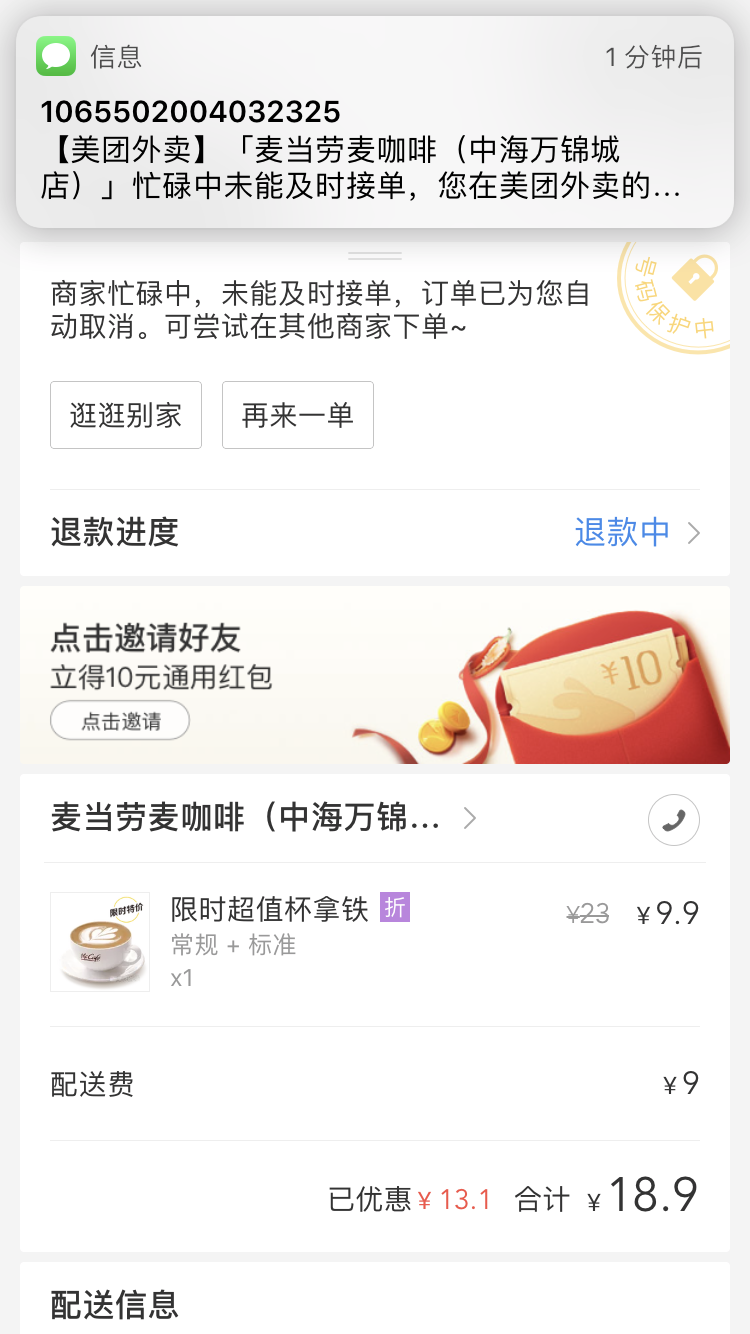 信息
1 分钟后
1065502004032325
【美团外卖】「麦当劳麦咖啡（中海万锦城
店）」忙碌中未能及时接单，您在美团外卖的…
商家忙碌中，未能及时接单，订单已为您自
动取消。可尝试在其他商家下单~
号码保护中
逛逛别家
再来一单
退款进度
退款中
点击邀请好友
立得10元通用红包
点击邀请
¥10
麦当劳麦咖啡（中海万锦…
限时特价
McCafé
限时超值杯拿铁 折
¥23 ¥9.9
常规 + 标准
x1
配送费
¥9
已优惠¥13.1 合计 ¥18.9
配送信息